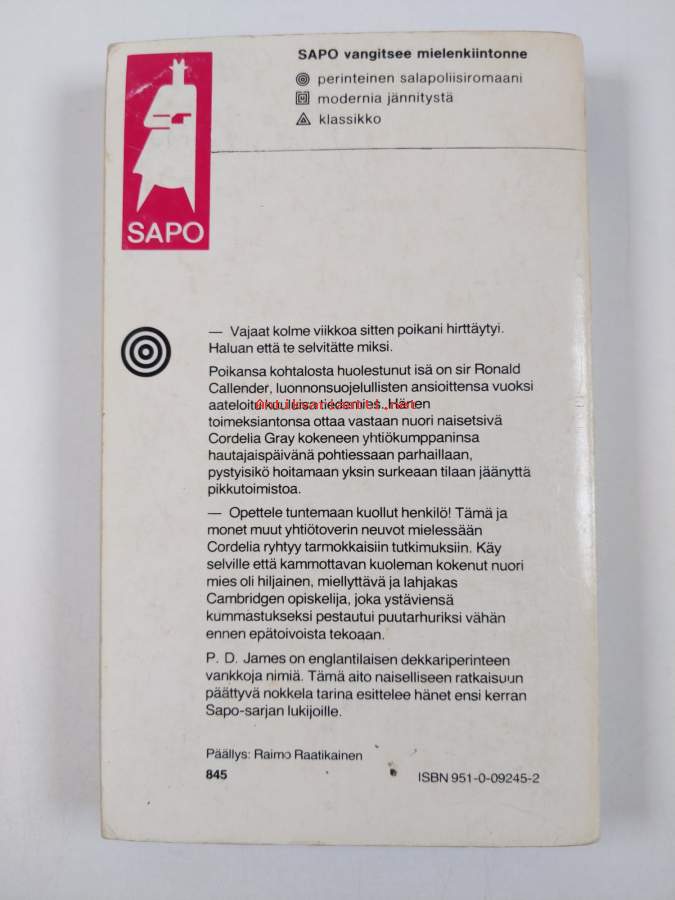 SAPO
SAPO vangitsee mielenkiintonne
perinteinen salapoliisiromaani
modernia jännitystä
klassikko
— Vajaat kolme viikkoa sitten poikani hirttäytyi.
Haluan että te selvitätte miksi.
Poikansa kohtalosta huolestunut isä on sir Ronald
Callender, luonnonsuojelullisten ansioittensa vuoksi
aateloitu kuuluisa tiedemies. Hänen
toimeksiantonsa ottaa vastaan nuori naisetsivä
Cordelia Gray kokeneen yhtiökumppaninsa
hautajaispäivänä pohtiessaan parhaillaan,
pystyisikö hoitamaan yksin surkeaan tilaan jäänyttä
pikkutoimistoa.
— Opettele tuntemaan kuollut henkilö! Tämä ja
monet muut yhtiötoverin neuvot mielessään
Cordelia ryhtyy tarmokkaisiin tutkimuksiin. Käy
selville että kammottavan kuoleman kokenut nuori
mies oli hiljainen, miellyttävä ja lahjakas
Cambridgen opiskelija, joka ystäviensä
kummastukseksi pestautui puutarhuriksi vähän
ennen epätoivoista tekoaan.
P. D. James on englantilaisen dekkariperinteen
vankkoja nimiä. Tämä aito naiselliseen ratkaisuun
päättyvä nokkela tarina esittelee hänet ensi kerran
Sapo-sarjan lukijoille.
Päällys: Raimo Raatikainen
845
ISBN 951-0-09245-2